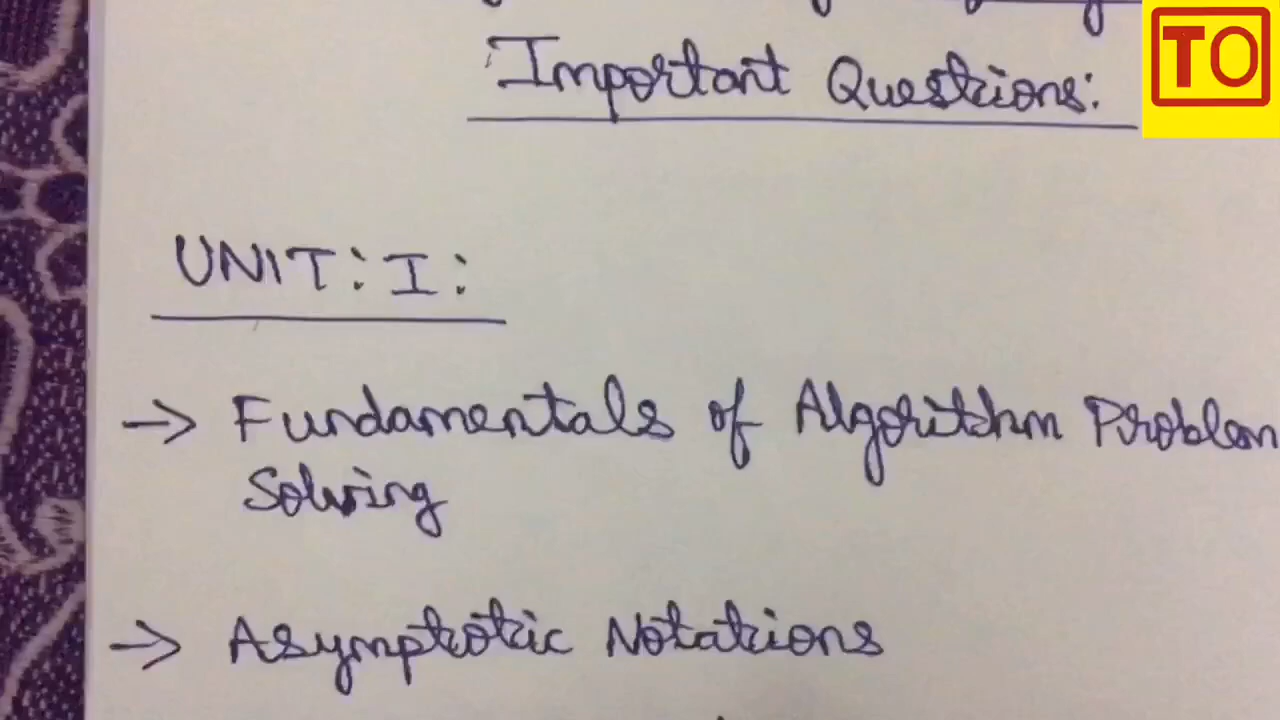 TO
Important Questions:
UNIT: I:
→ Fundamentals of Algorithm Problem
Solving
→ Asymptotic Notations